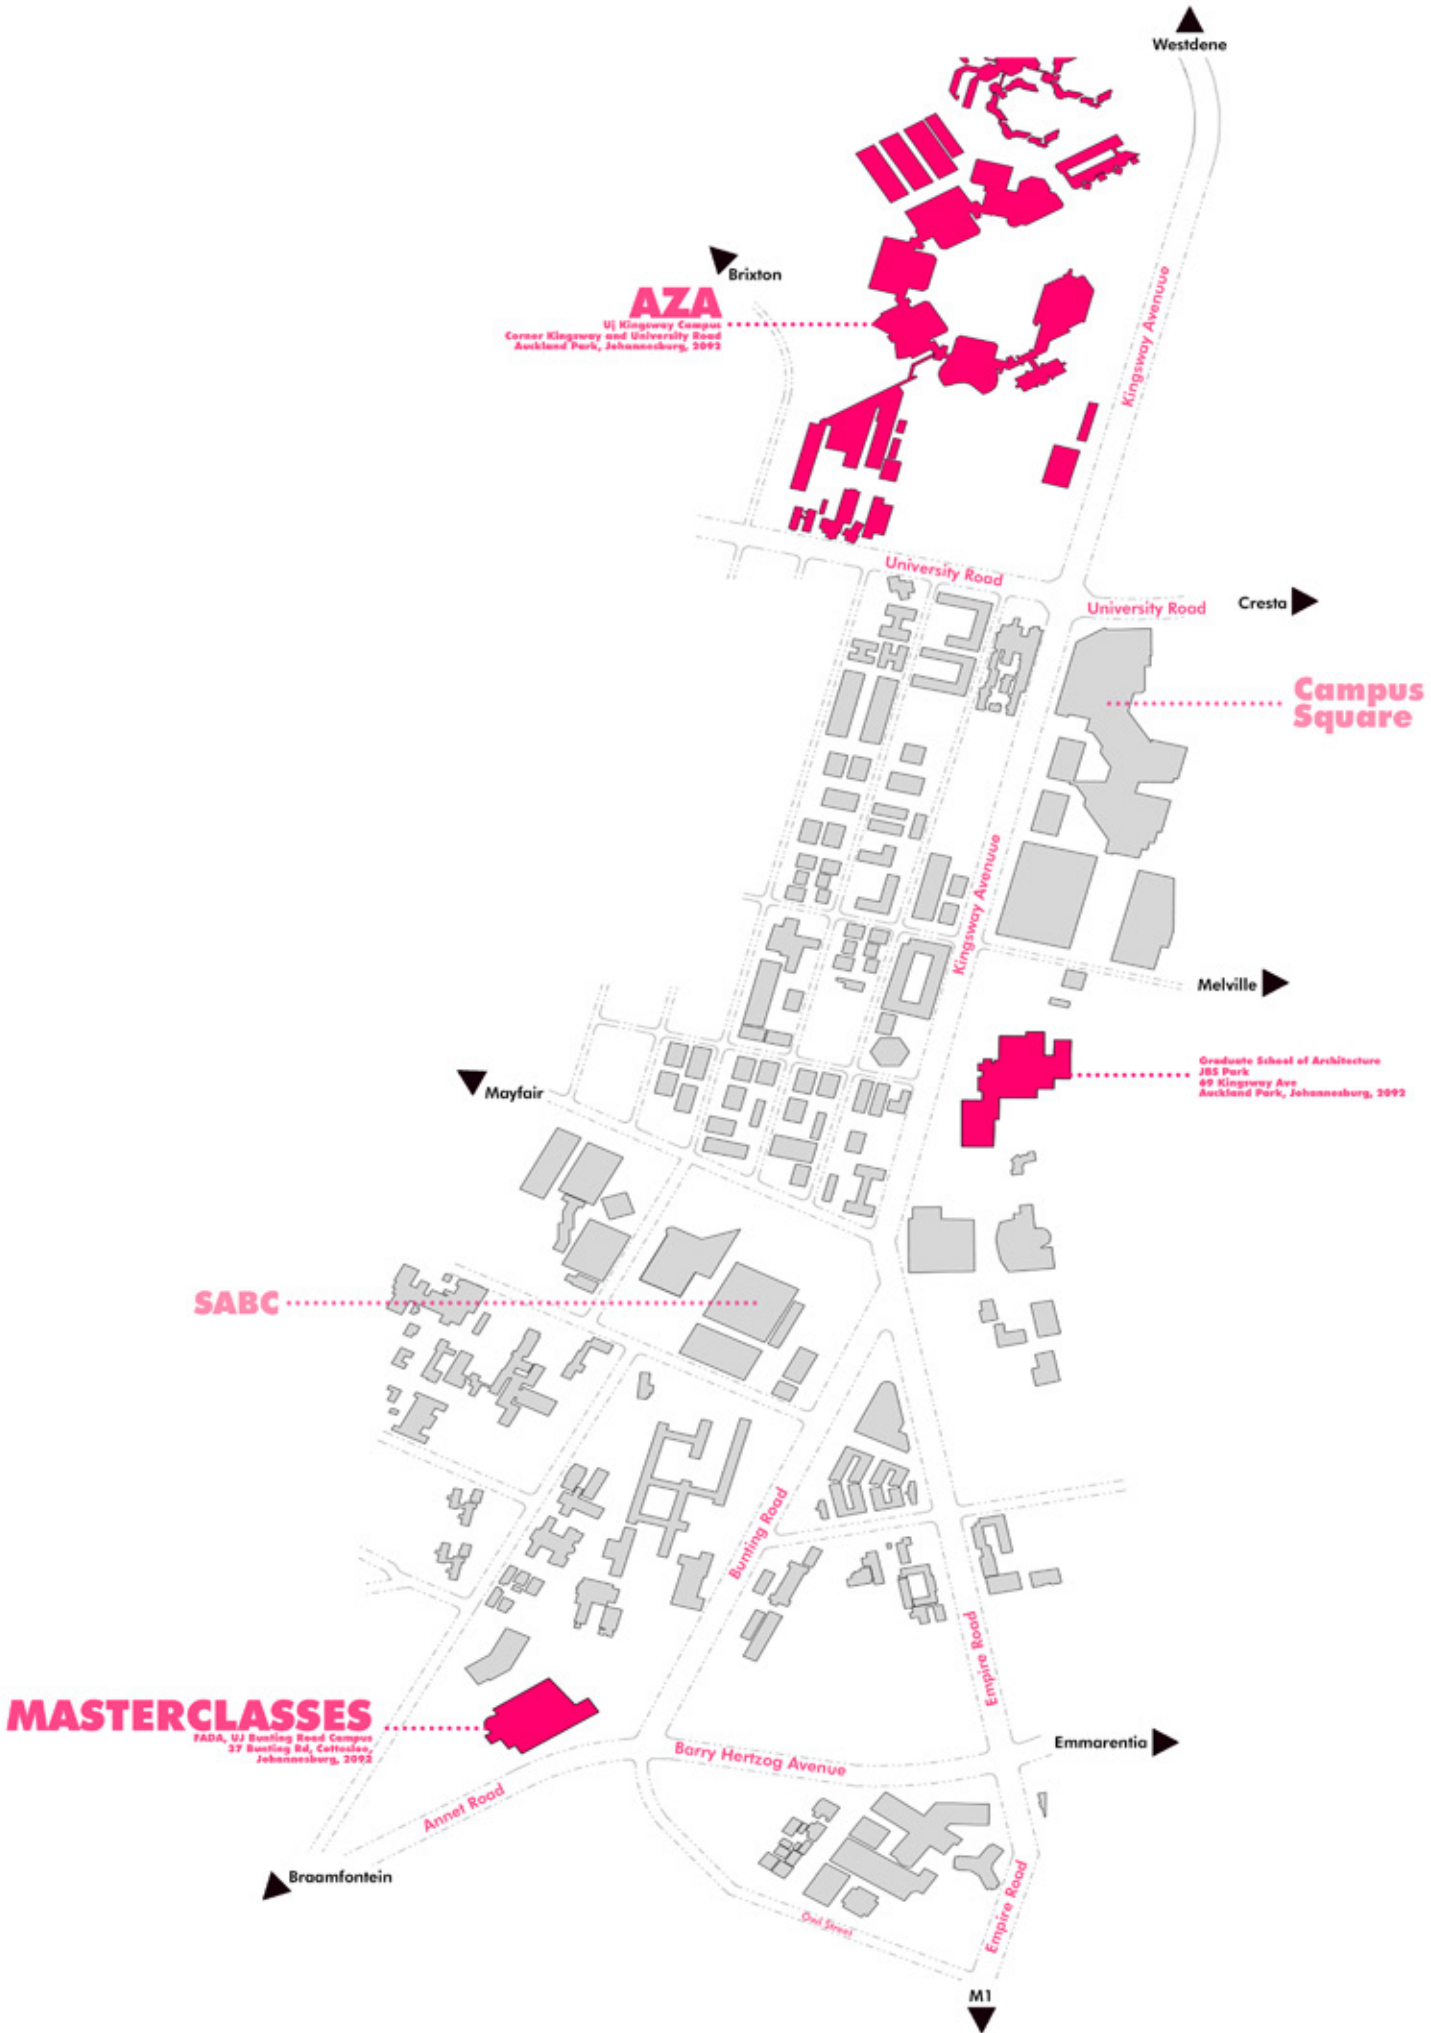 Westdene
Brixton
AZA
Uj Kingsway Campus
Corner Kingsway and University Road
Auckland Park, Johannesburg, 2092
Kingsway Avenuue
University Road
University Road
Cresta
Campus
Square
Kingsway Avenuue
Melville
Graduate School of Architecture
JBS Park
69 Kingsway Ave
Auckland Park, Johannesburg, 2092
Mayfair
SABC
Bunting Road
Empire Road
MASTERCLASSES
FADA, UJ Bunting Road Campus
37 Bunting Rd, Cottesloe,
Johannesburg, 2092
Barry Hertzog Avenue
Emmarentia
Annet Road
Braamfontein
Owl Street
Empire Road
M1